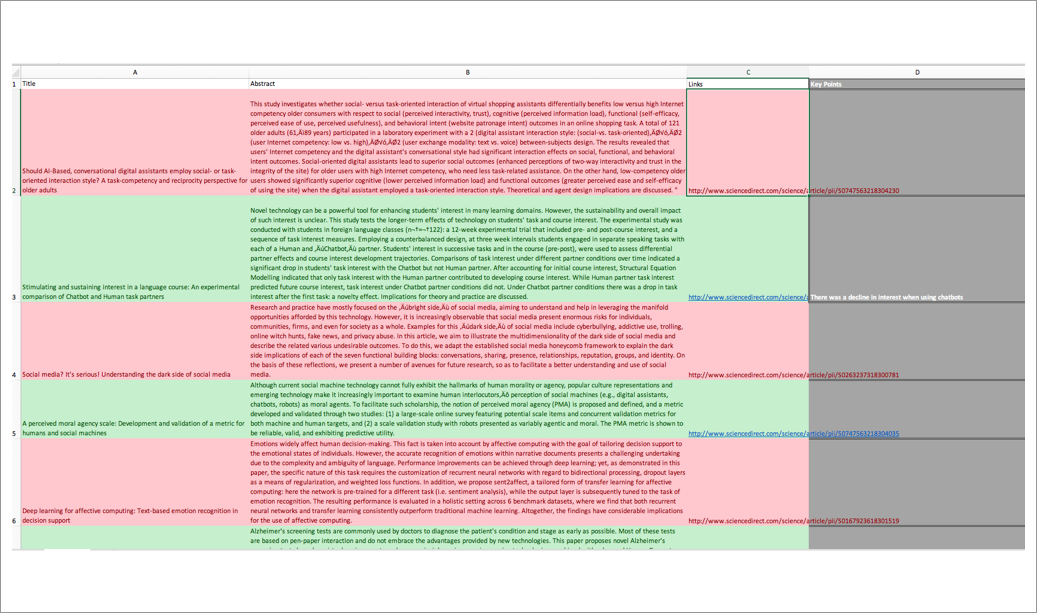 A B C D
1 Title Abstract Links Key Points
This study investigates whether social- versus task-oriented interaction of virtual shopping assistants differentially benefits low versus high Internet
competency older consumers with respect to social (perceived interactivity, trust), cognitive (perceived information load), functional (self-efficacy,
perceived ease of use, perceived usefulness), and behavioral intent (website patronage intent) outcomes in an online shopping task. A total of 121
older adults (61‚Äì89 years) participated in a laboratory experiment with a 2 (digital assistant interaction style: (social-vs. task-oriented)‚ÄØ√ó‚ÄØ2
(user Internet competency: low vs. high)‚ÄØ√ó‚ÄØ2 (user exchange modality: text vs. voice) between-subjects design. The results revealed that
users' Internet competency and the digital assistant's conversational style had significant interaction effects on social, functional, and behavioral
intent outcomes. Social-oriented digital assistants lead to superior social outcomes (enhanced perceptions of two-way interactivity and trust in the
integrity of the site) for older users with high Internet competency, who need less task-related assistance. On the other hand, low-competency older
users showed significantly superior cognitive (lower perceived information load) and functional outcomes (greater perceived ease and self-efficacy
of using the site) when the digital assistant employed a task-oriented interaction style. Theoretical and agent design implications are discussed. "
Should AI-Based, conversational digital assistants employ social- or task-
oriented interaction style? A task-competency and reciprocity perspective for
2 older adults
http://www.sciencedirect.com/science/article/pii/S0747563218304230
Novel technology can be a powerful tool for enhancing students' interest in many learning domains. However, the sustainability and overall impact
of such interest is unclear. This study tests the longer-term effects of technology on students' task and course interest. The experimental study was
conducted with students in foreign language classes (n¬†=¬†122): a 12-week experimental trial that included pre- and post-course interest, and a
sequence of task interest measures. Employing a counterbalanced design, at three week intervals students engaged in separate speaking tasks with
each of a Human and ‚ÄúChatbot‚Äù partner. Students' interest in successive tasks and in the course (pre-post), were used to assess differential
partner effects and course interest development trajectories. Comparisons of task interest under different partner conditions over time indicated a
significant drop in students' task interest with the Chatbot but not Human partner. After accounting for initial course interest, Structural Equation
Modelling indicated that only task interest with the Human partner contributed to developing course interest. While Human partner task interest
predicted future course interest, task interest under Chatbot partner conditions did not. Under Chatbot partner conditions there was a drop in task
interest after the first task: a novelty effect. Implications for theory and practice are discussed.
Stimulating and sustaining interest in a language course: An experimental
3 comparison of Chatbot and Human task partners
http://www.sciencedirect.com/science/a There was a decline in interest when using chatbots
Research and practice have mostly focused on the ‚Äúbright side‚Äù of social media, aiming to understand and help in leveraging the manifold
opportunities afforded by this technology. However, it is increasingly observable that social media present enormous risks for individuals,
communities, firms, and even for society as a whole. Examples for this ‚Äúdark side‚Äù of social media include cyberbullying, addictive use, trolling,
online witch hunts, fake news, and privacy abuse. In this article, we aim to illustrate the multidimensionality of the dark side of social media and
describe the related various undesirable outcomes. To do this, we adapt the established social media honeycomb framework to explain the dark
side implications of each of the seven functional building blocks: conversations, sharing, presence, relationships, reputation, groups, and identity. On
the basis of these reflections, we present a number of avenues for future research, so as to facilitate a better understanding and use of social
media.
4 Social media? It's serious! Understanding the dark side of social media
http://www.sciencedirect.com/science/article/pii/S0263237318300781
Although current social machine technology cannot fully exhibit the hallmarks of human morality or agency, popular culture representations and
emerging technology make it increasingly important to examine human interlocutors‚Äô perception of social machines (e.g., digital assistants,
chatbots, robots) as moral agents. To facilitate such scholarship, the notion of perceived moral agency (PMA) is proposed and defined, and a metric
developed and validated through two studies: (1) a large-scale online survey featuring potential scale items and concurrent validation metrics for
both machine and human targets, and (2) a scale validation study with robots presented as variably agentic and moral. The PMA metric is shown to
be reliable, valid, and exhibiting predictive utility.
A perceived moral agency scale: Development and validation of a metric for
5 humans and social machines
http://www.sciencedirect.com/science/article/pii/S0747563218304035
Emotions widely affect human decision-making. This fact is taken into account by affective computing with the goal of tailoring decision support to
the emotional states of individuals. However, the accurate recognition of emotions within narrative documents presents a challenging undertaking
due to the complexity and ambiguity of language. Performance improvements can be achieved through deep learning; yet, as demonstrated in this
paper, the specific nature of this task requires the customization of recurrent neural networks with regard to bidirectional processing, dropout layers
as a means of regularization, and weighted loss functions. In addition, we propose sent2affect, a tailored form of transfer learning for affective
computing: here the network is pre-trained for a different task (i.e. sentiment analysis), while the output layer is subsequently tuned to the task of
emotion recognition. The resulting performance is evaluated in a holistic setting across 6 benchmark datasets, where we find that both recurrent
neural networks and transfer learning consistently outperform traditional machine learning. Altogether, the findings have considerable implications
for the use of affective computing.
Deep learning for affective computing: Text-based emotion recognition in
6 decision support
http://www.sciencedirect.com/science/article/pii/S0167923618301519
Alzheimer's screening tests are commonly used by doctors to diagnose the patient's condition and stage as early as possible. Most of these tests
are based on pen-paper interaction and do not embrace the advantages provided by new technologies. This paper proposes novel Alzheimer's